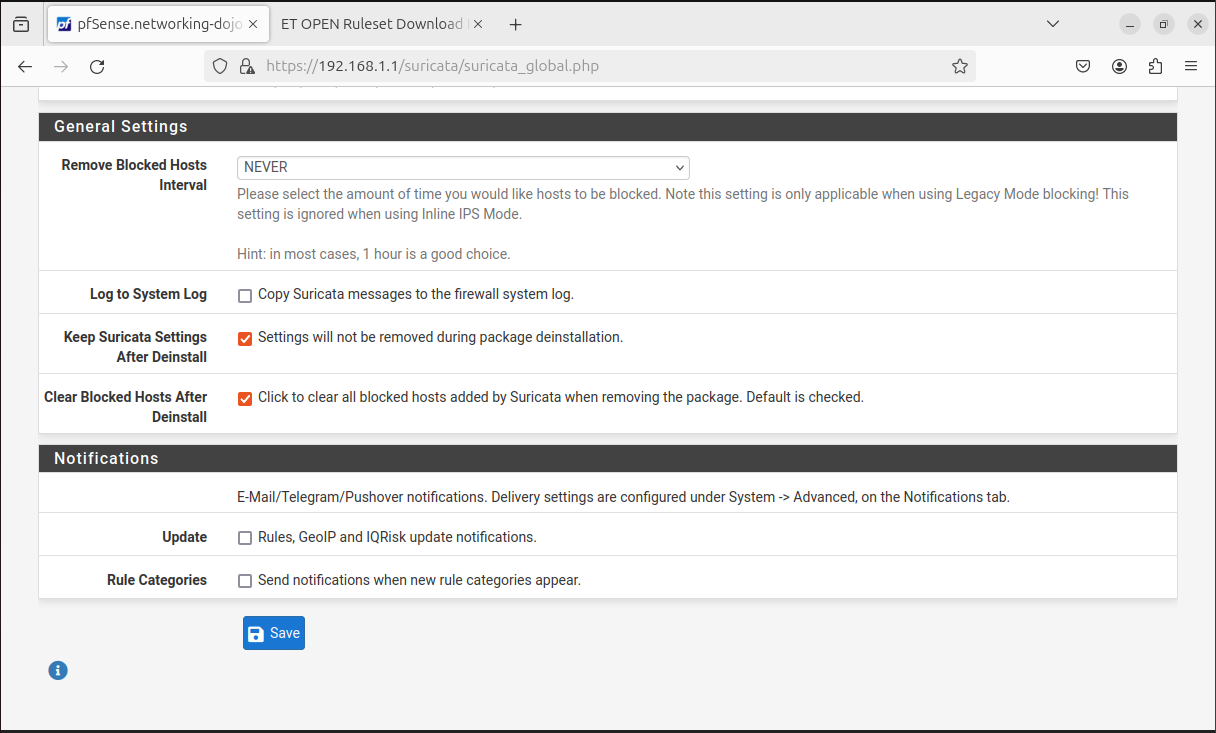 pfSense.networking-dojo
ET OPEN Ruleset Download
https://192.168.1.1/suricata/suricata_global.php
General Settings
Remove Blocked Hosts
Interval
NEVER
Please select the amount of time you would like hosts to be blocked. Note this setting is only applicable when using Legacy Mode blocking! This
setting is ignored when using Inline IPS Mode.
Hint: in most cases, 1 hour is a good choice.
Log to System Log
Copy Suricata messages to the firewall system log.
Keep Suricata Settings
After Deinstall
Settings will not be removed during package deinstallation.
Clear Blocked Hosts After
Deinstall
Click to clear all blocked hosts added by Suricata when removing the package. Default is checked.
Notifications
E-Mail/Telegram/Pushover notifications. Delivery settings are configured under System -> Advanced, on the Notifications tab.
Update
Rules, GeoIP and IQRisk update notifications.
Rule Categories
Send notifications when new rule categories appear.
Save